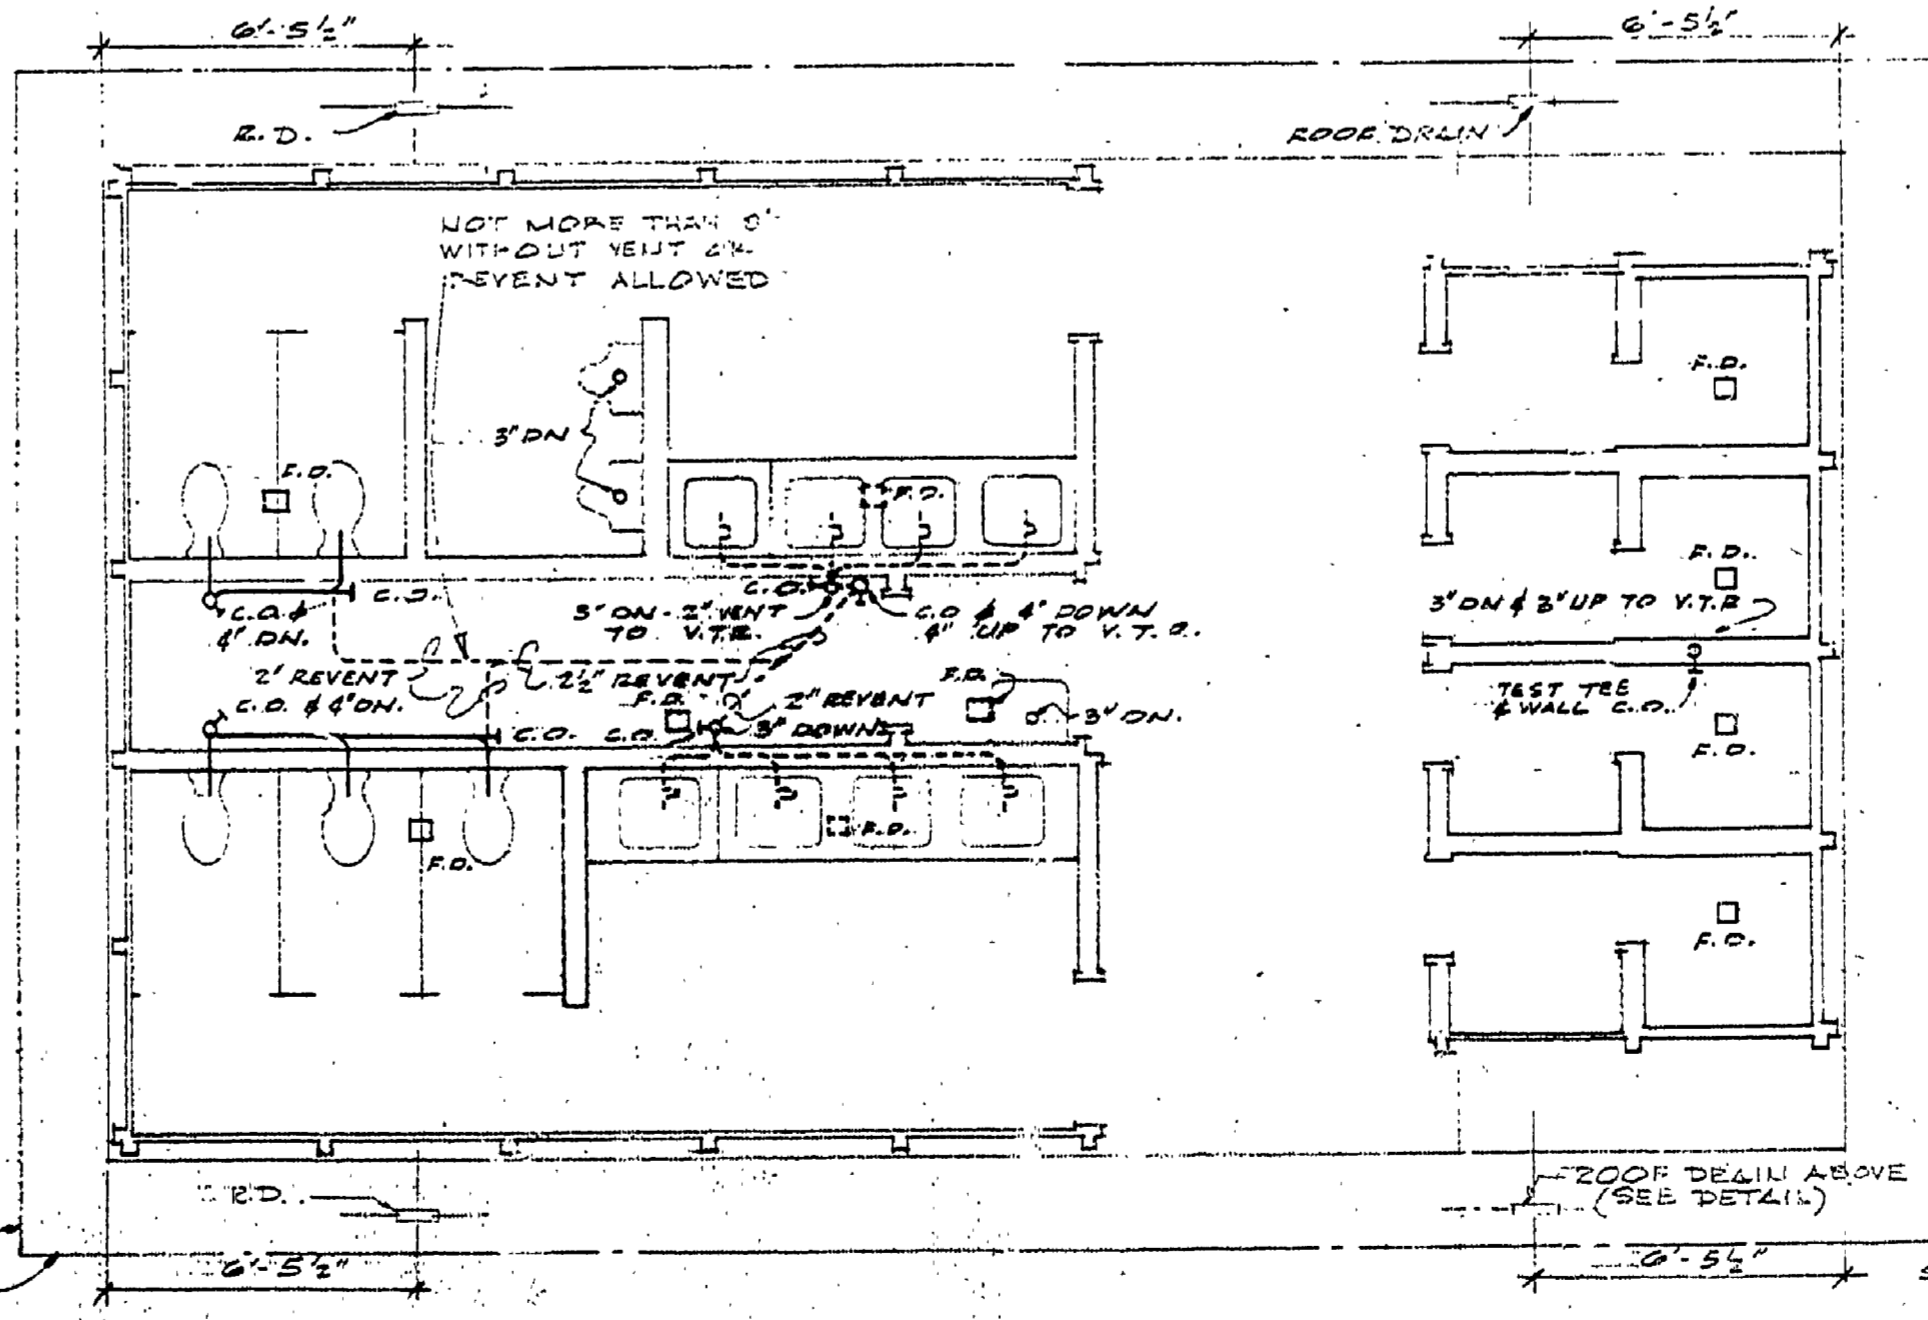 6'-5½"
6'-5½"
R.D.
ROOF DRAIN
NOT MORE THAN 8'
WITHOUT VENT OR
REVENT ALLOWED
F.D.
3" DN
F.D.
F.D.
F.D.
F.D.
C.O.
C.O. &
4" DN.
C.O.
3" DN - 2" VENT
TO V.T.R.
C.O & 4" DOWN
4" UP TO V.T.R.
3" DN & 3" UP TO V.T.R
2" REVENT
2½" REVENT
F.D.
C.O. & 4" DN.
F.D.
2" REVENT
3" DN.
TEST TEE
& WALL C.O.
C.O.
C.O.
3" DOWN
F.D.
F.D.
F.D.
F.D.
R.D.
ROOF DRAIN ABOVE
(SEE DETAIL)
6'-5½"
6'-5½"